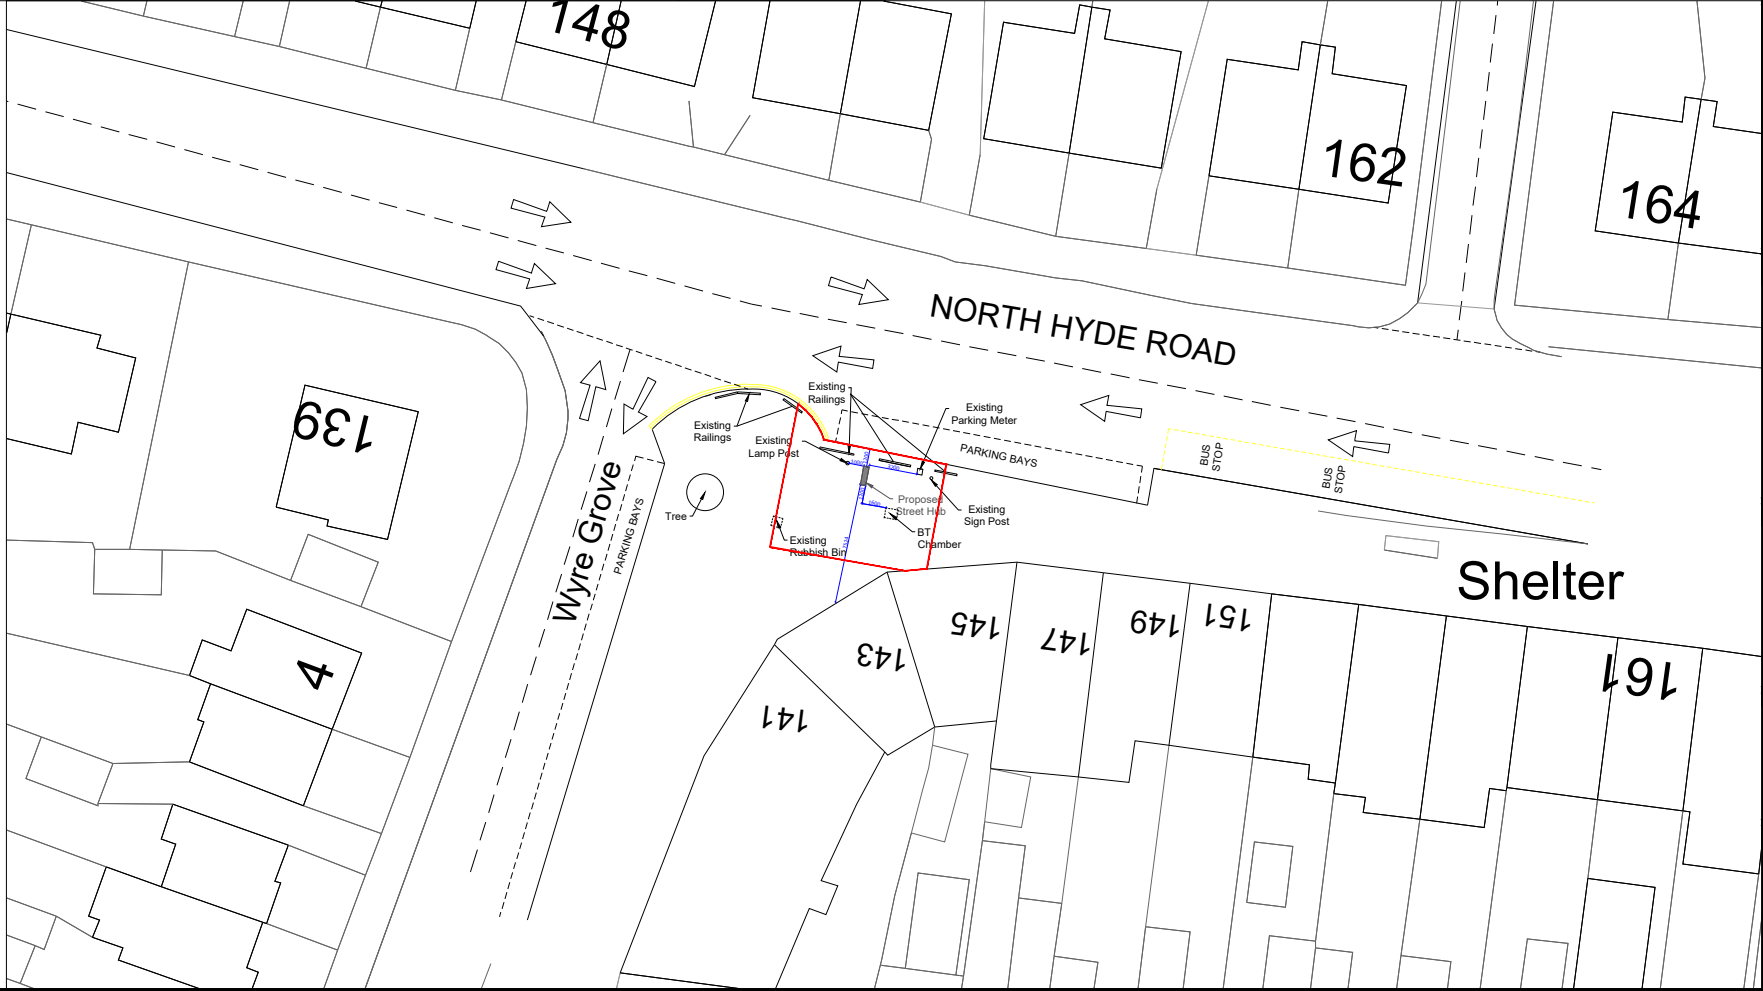 148
162
164
NORTH HYDE ROAD
139
Existing
Railings
Existing
Parking Meter
Existing
Railings
Existing
Lamp Post
PARKING BAYS
BUS
STOP
BUS
STOP
Tree
Proposed
Street Hub
Existing
Sign Post
BT
Chamber
Existing
Rubbish Bin
Wyre Grove
PARKING BAYS
Shelter
4
145
147
149
151
143
141
161